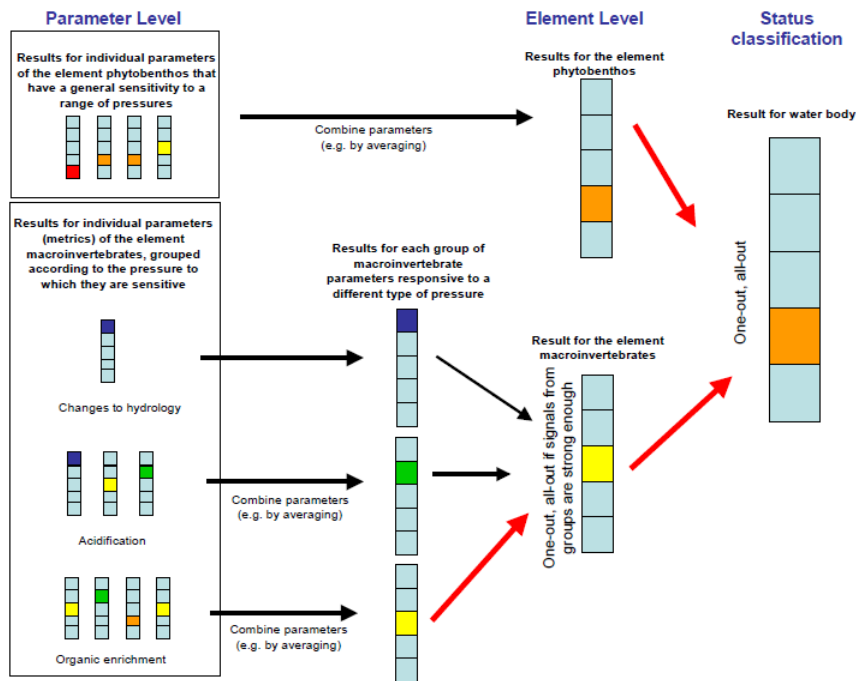 Parameter Level
Element Level
Status
classification
Results for individual parameters
of the element phytobenthos that
have a general sensitivity to a
range of pressures
Combine parameters
(e.g. by averaging)
Results for the element
phytobenthos
Result for water body
Results for individual parameters
(metrics) of the element
macroinvertebrates, grouped
according to the pressure to
which they are sensitive
Results for each group of
macroinvertebrate
parameters responsive to a
different type of pressure
One-out, all-out
Result for the element
macroinvertebrates
Changes to hydrology
One-out, all-out if signals from
groups are strong enough
Combine parameters
(e.g. by averaging)
Acidification
Combine parameters
(e.g. by averaging)
Organic enrichment